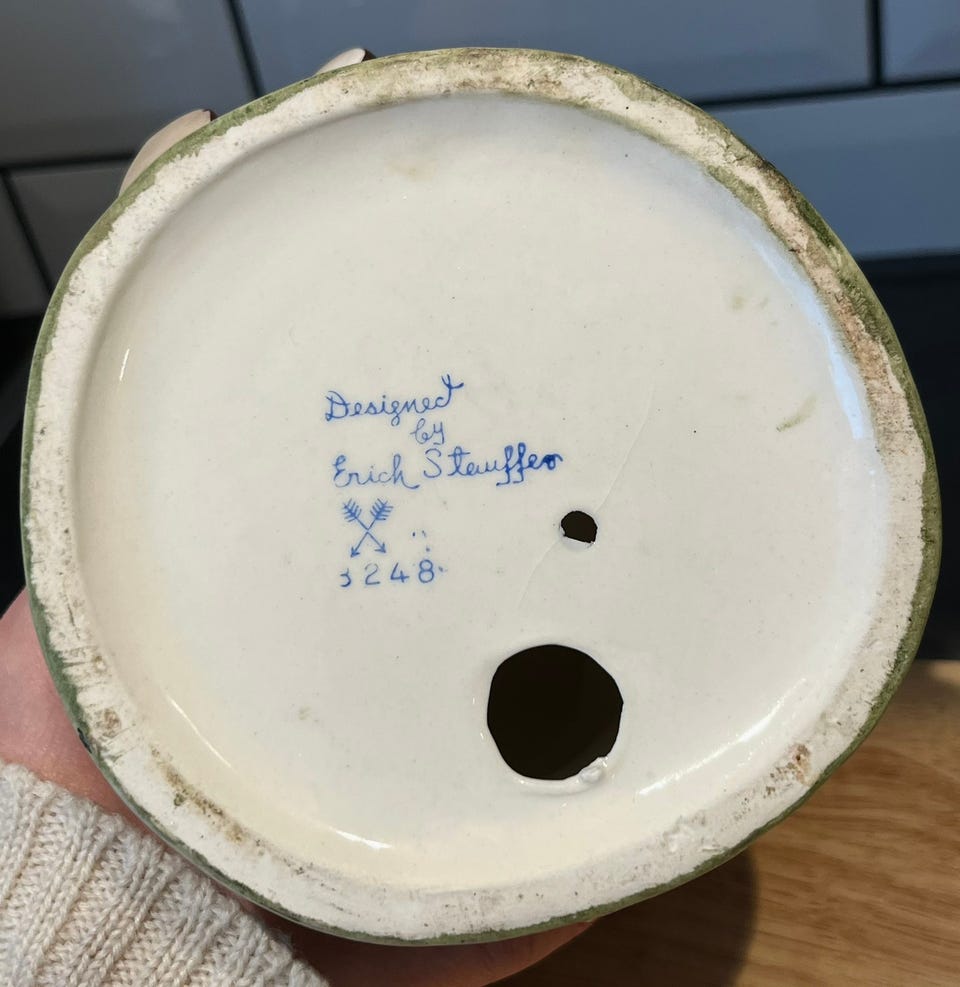 Designed
by
Erich Stauffer
3248